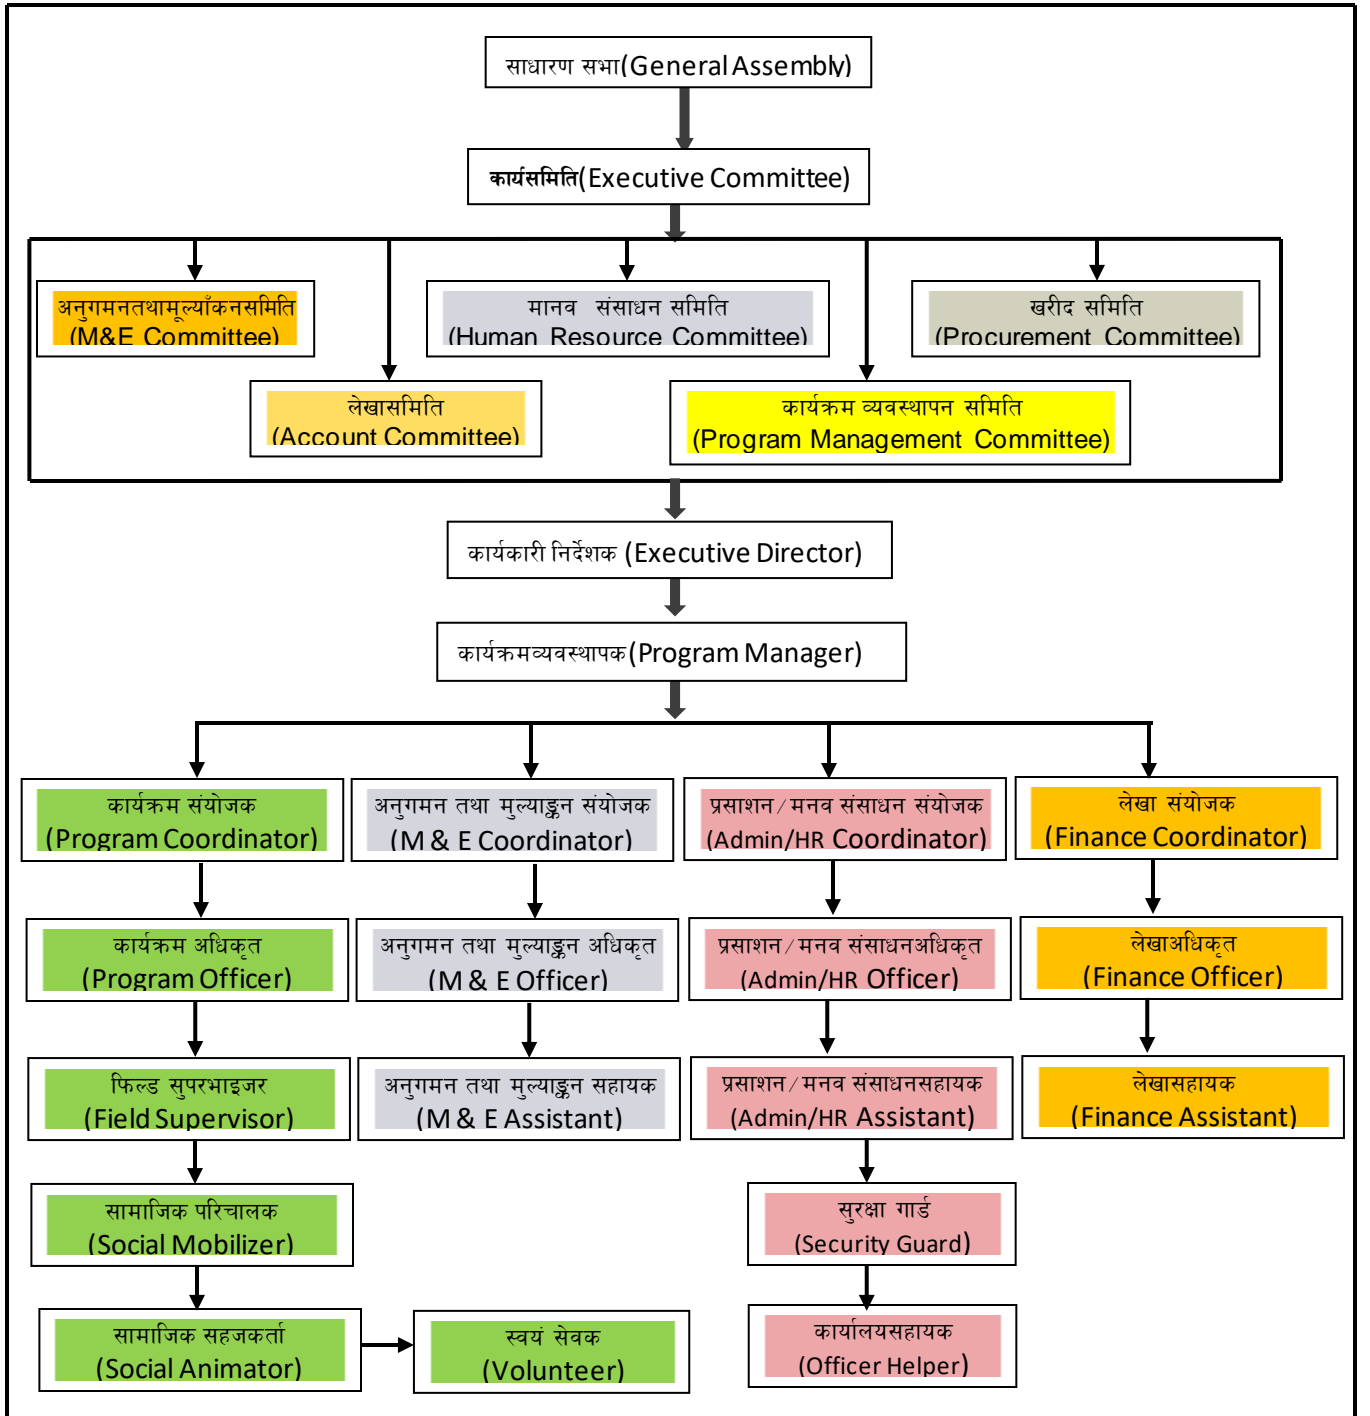 साधारण सभा(General Assembly)
कार्यसमिति(Executive Committee)
अनुगमनतथामूल्याँकनसमिति
(M&E Committee)
मानव संसाधन समिति
(Human Resource Committee)
खरीद समिति
(Procurement Committee)
लेखासमिति
(Account Committee)
कार्यक्रम व्यवस्थापन समिति
(Program Management Committee)
कार्यकारी निर्देशक (Executive Director)
कार्यक्रमव्यवस्थापक(Program Manager)
कार्यक्रम संयोजक
(Program Coordinator)
अनुगमन तथा मुल्याङ्कन संयोजक
(M & E Coordinator)
प्रसाशन/मनव संसाधन संयोजक
(Admin/HR Coordinator)
लेखा संयोजक
(Finance Coordinator)
कार्यक्रम अधिकृत
(Program Officer)
अनुगमन तथा मुल्याङ्कन अधिकृत
(M & E Officer)
प्रसाशन/मनव संसाधनअधिकृत
(Admin/HR Officer)
लेखाअधिकृत
(Finance Officer)
फिल्ड सुपरभाइजर
(Field Supervisor)
अनुगमन तथा मुल्याङ्कन सहायक
(M & E Assistant)
प्रसाशन/मनव संसाधनसहायक
(Admin/HR Assistant)
लेखासहायक
(Finance Assistant)
सामाजिक परिचालक
(Social Mobilizer)
सुरक्षा गार्ड
(Security Guard)
सामाजिक सहजकर्ता
(Social Animator)
स्वयं सेवक
(Volunteer)
कार्यालयसहायक
(Officer Helper)